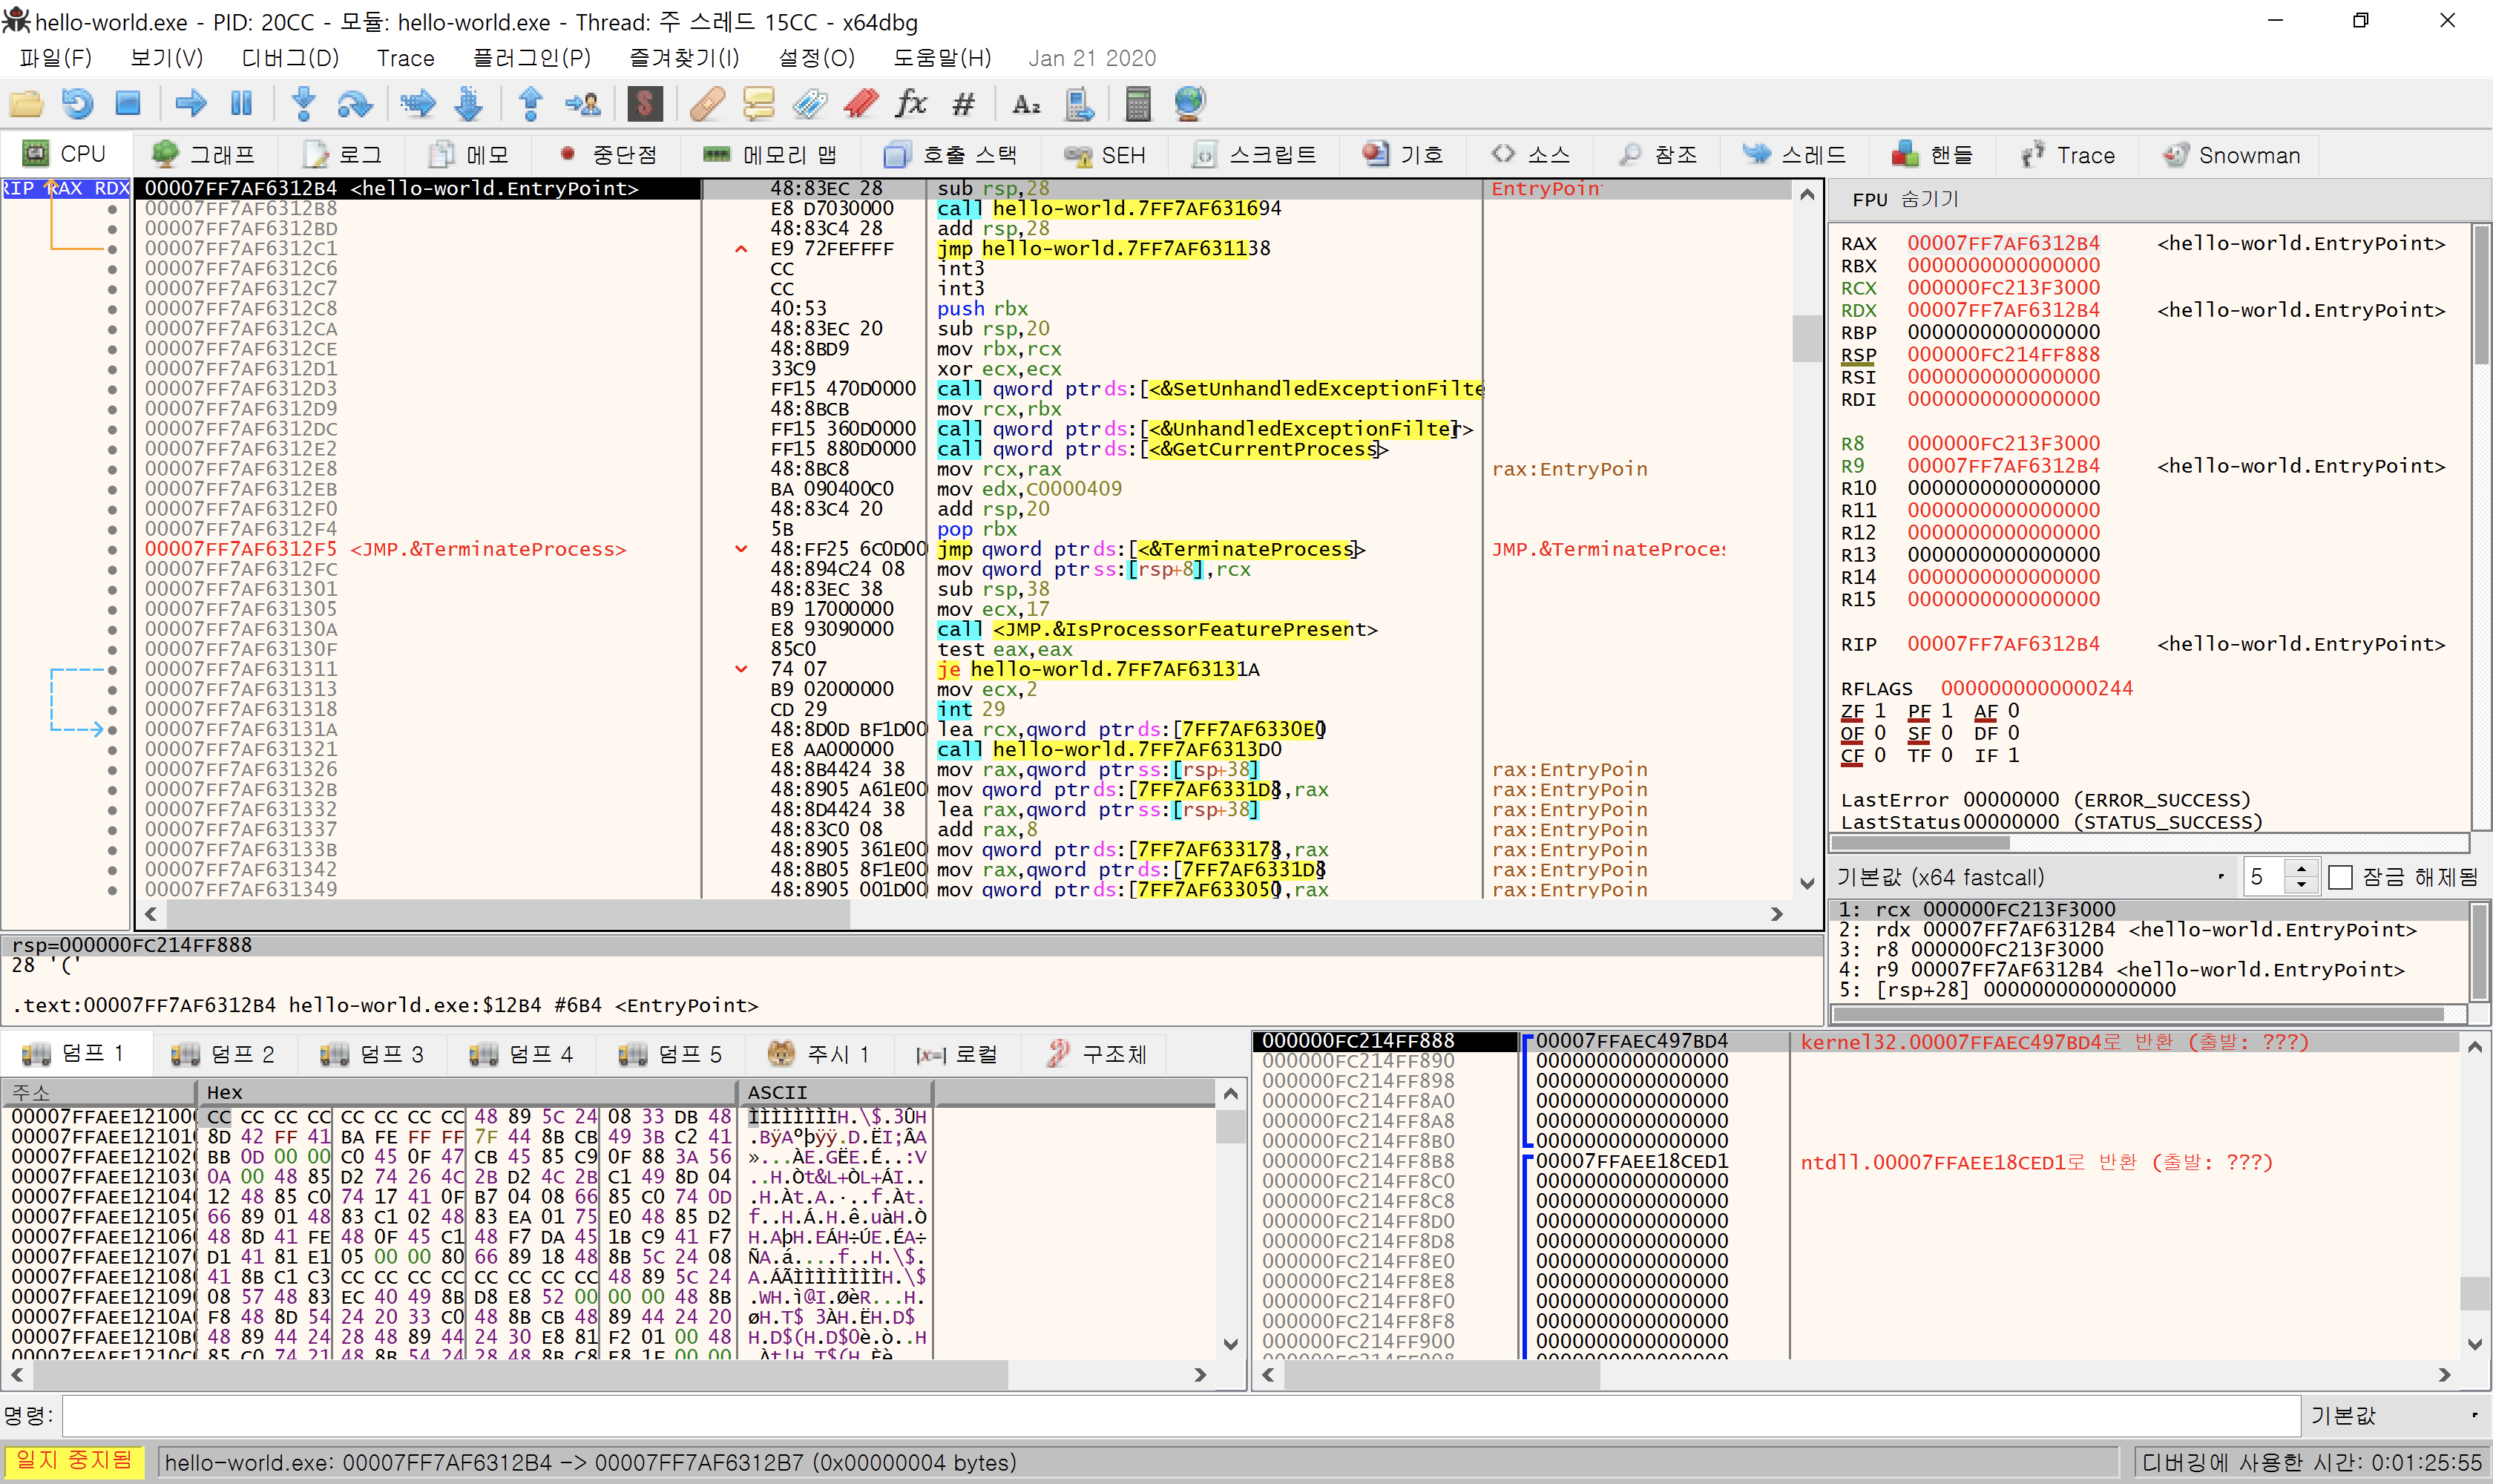 hello-world.exe - PID: 20CC - 모듈: hello-world.exe - Thread: 주 스레드 15CC - x64dbg
파일(F) 보기(V) 디버그(D) Trace 플러그인(P) 즐겨찾기(I) 설정(O) 도움말(H) Jan 21 2020
CPU 그래프 로그 메모 중단점 메모리 맵 호출 스택 SEH 스크립트 기호 소스 참조 스레드 핸들 Trace Snowman
RIP RAX RDX 00007FF7AF6312B4 <hello-world.EntryPoint> 48:83EC 28 sub rsp,28 EntryPoin
00007FF7AF6312B8 E8 D7030000 call hello-world.7FF7AF631694
00007FF7AF6312BD 48:83C4 28 add rsp,28
00007FF7AF6312C1 E9 72FEFFFF jmp hello-world.7FF7AF631138
00007FF7AF6312C6 CC int3
00007FF7AF6312C7 CC int3
00007FF7AF6312C8 40:53 push rbx
00007FF7AF6312CA 48:83EC 20 sub rsp,20
00007FF7AF6312CE 48:8BD9 mov rbx,rcx
00007FF7AF6312D1 33C9 xor ecx,ecx
00007FF7AF6312D3 FF15 470D0000 call qword ptr ds:[<&SetUnhandledExceptionFilte
00007FF7AF6312D9 48:8BCB mov rcx,rbx
00007FF7AF6312DC FF15 360D0000 call qword ptr ds:[<&UnhandledExceptionFilter>]
00007FF7AF6312E2 FF15 880D0000 call qword ptr ds:[<&GetCurrentProcess>]
00007FF7AF6312E8 48:8BC8 mov rcx,rax rax:EntryPoin
00007FF7AF6312EB BA 090400C0 mov edx,C0000409
00007FF7AF6312F0 48:83C4 20 add rsp,20
00007FF7AF6312F4 5B pop rbx
00007FF7AF6312F5 <JMP.&TerminateProcess> 48:FF25 6C0D00 jmp qword ptr ds:[<&TerminateProcess>] JMP.&TerminateProces
00007FF7AF6312FC 48:894C24 08 mov qword ptr ss:[rsp+8],rcx
00007FF7AF631301 48:83EC 38 sub rsp,38
00007FF7AF631305 B9 17000000 mov ecx,17
00007FF7AF63130A E8 93090000 call <JMP.&IsProcessorFeaturePresent>
00007FF7AF63130F 85C0 test eax,eax
00007FF7AF631311 74 07 je hello-world.7FF7AF63131A
00007FF7AF631313 B9 02000000 mov ecx,2
00007FF7AF631318 CD 29 int 29
00007FF7AF63131A 48:8D0D BF1D00 lea rcx,qword ptr ds:[7FF7AF6330E0]
00007FF7AF631321 E8 AA000000 call hello-world.7FF7AF6313D0
00007FF7AF631326 48:8B4424 38 mov rax,qword ptr ss:[rsp+38] rax:EntryPoin
00007FF7AF63132B 48:8905 A61E00 mov qword ptr ds:[7FF7AF6331D8],rax rax:EntryPoin
00007FF7AF631332 48:8D4424 38 lea rax,qword ptr ss:[rsp+38] rax:EntryPoin
00007FF7AF631337 48:83C0 08 add rax,8 rax:EntryPoin
00007FF7AF63133B 48:8905 361E00 mov qword ptr ds:[7FF7AF633178],rax rax:EntryPoin
00007FF7AF631342 48:8B05 8F1E00 mov rax,qword ptr ds:[7FF7AF6331D8] rax:EntryPoin
00007FF7AF631349 48:8905 001D00 mov qword ptr ds:[7FF7AF633050],rax rax:EntryPoin
FPU 숨기기
RAX 00007FF7AF6312B4 <hello-world.EntryPoint>
RBX 0000000000000000
RCX 000000FC213F3000
RDX 00007FF7AF6312B4 <hello-world.EntryPoint>
RBP 0000000000000000
RSP 000000FC214FF888
RSI 0000000000000000
RDI 0000000000000000
R8 000000FC213F3000
R9 00007FF7AF6312B4 <hello-world.EntryPoint>
R10 0000000000000000
R11 0000000000000000
R12 0000000000000000
R13 0000000000000000
R14 0000000000000000
R15 0000000000000000
RIP 00007FF7AF6312B4 <hello-world.EntryPoint>
RFLAGS 0000000000000244
ZF 1 PF 1 AF 0
OF 0 SF 0 DF 0
CF 0 TF 0 IF 1
LastError 00000000 (ERROR_SUCCESS)
LastStatus00000000 (STATUS_SUCCESS)
기본값 (x64 fastcall) 5 잠금 해제됨
1: rcx 000000FC213F3000
2: rdx 00007FF7AF6312B4 <hello-world.EntryPoint>
3: r8 000000FC213F3000
4: r9 00007FF7AF6312B4 <hello-world.EntryPoint>
5: [rsp+28] 0000000000000000
rsp=000000FC214FF888
28 '('
.text:00007FF7AF6312B4 hello-world.exe:$12B4 #6B4 <EntryPoint>
덤프 1 덤프 2 덤프 3 덤프 4 덤프 5 주시 1 [x=] 로컬 구조체
주소 Hex ASCII
00007FFAEE121000 CC CC CC CC CC CC CC CC 48 89 5C 24 08 33 DB 48 ÌÌÌÌÌÌÌÌH.\$.3ÛH
00007FFAEE121010 8D 42 FF 41 BA FE FF FF 7F 44 8B CB 49 3B C2 41 .BÿAºþÿÿ.D.ËI;ÂA
00007FFAEE121020 BB 0D 00 00 C0 45 0F 47 CB 45 85 C9 0F 88 3A 56 »...ÀE.GËE.É..:V
00007FFAEE121030 0A 00 48 85 D2 74 26 4C 2B D2 4C 2B C1 49 8D 04 ..H.Òt&L+ÒL+ÁI..
00007FFAEE121040 12 48 85 C0 74 17 41 0F B7 04 08 66 85 C0 74 0D .H.Àt.A.·..f.Àt.
00007FFAEE121050 66 89 01 48 83 C1 02 48 83 EA 01 75 E0 48 85 D2 f..H.Á.H.ê.uàH.Ò
00007FFAEE121060 48 8D 41 FE 48 0F 45 C1 48 F7 DA 45 1B C9 41 F7 H.AþH.EÁH÷ÚE.ÉA÷
00007FFAEE121070 D1 41 81 E1 05 00 00 80 66 89 18 48 8B 5C 24 08 ÑA.á....f..H.\$.
00007FFAEE121080 41 8B C1 C3 CC CC CC CC CC CC CC CC 48 89 5C 24 A.ÁÃÌÌÌÌÌÌÌÌH.\$
00007FFAEE121090 08 57 48 83 EC 40 49 8B D8 E8 52 00 00 00 48 8B .WH.ì@I.ØèR...H.
00007FFAEE1210A0 F8 48 8D 54 24 20 33 C0 48 8B CB 48 89 44 24 20 øH.T$ 3ÀH.ËH.D$
00007FFAEE1210B0 48 89 44 24 28 48 89 44 24 30 E8 81 F2 01 00 48 H.D$(H.D$0è.ò..H
00007FFAEE1210C0 85 C0 74 21 48 8B 54 24 28 48 8B C8 E8 1F 00 00 .Àt!H.T$(H.Èè
000000FC214FF888 00007FFAEC497BD4 kernel32.00007FFAEC497BD4로 반환 (출발: ???)
000000FC214FF890 0000000000000000
000000FC214FF898 0000000000000000
000000FC214FF8A0 0000000000000000
000000FC214FF8A8 0000000000000000
000000FC214FF8B0 0000000000000000
000000FC214FF8B8 00007FFAEE18CED1 ntdll.00007FFAEE18CED1로 반환 (출발: ???)
000000FC214FF8C0 0000000000000000
000000FC214FF8C8 0000000000000000
000000FC214FF8D0 0000000000000000
000000FC214FF8D8 0000000000000000
000000FC214FF8E0 0000000000000000
000000FC214FF8E8 0000000000000000
000000FC214FF8F0 0000000000000000
000000FC214FF8F8 0000000000000000
000000FC214FF900 0000000000000000
000000FC214FF908 0000000000000000
명령: 기본값
일지 중지됨 hello-world.exe: 00007FF7AF6312B4 -> 00007FF7AF6312B7 (0x00000004 bytes) 디버깅에 사용한 시간: 0:01:25:55